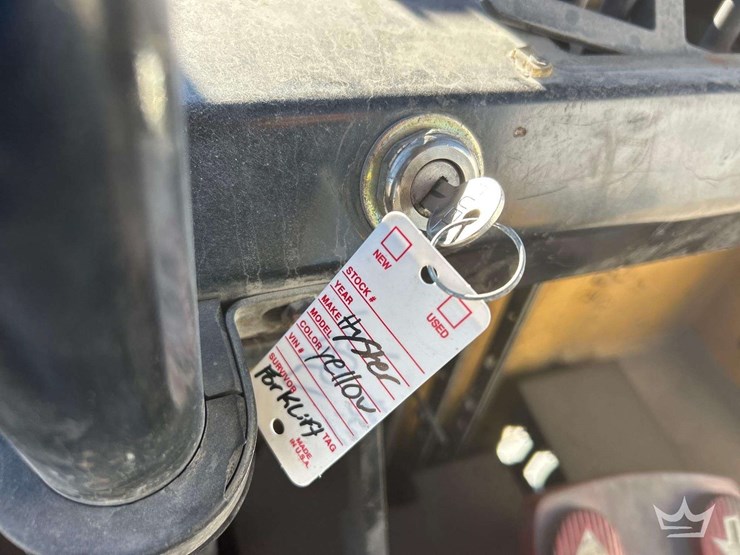 NEW
USED
STOCK #
YEAR
MAKE Hyster
MODEL
COLOR Yellow
VIN #
SURVIVOR TAG
Forklift
MADE
IN U.S.A.